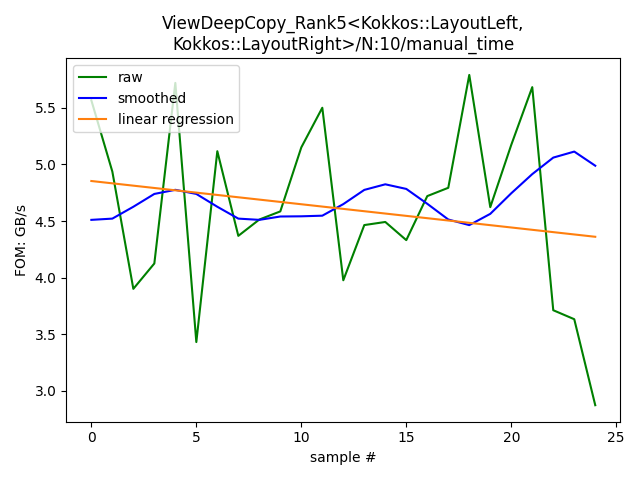 ViewDeepCopy_Rank5<Kokkos::LayoutLeft,
Kokkos::LayoutRight>/N:10/manual_time
raw
smoothed
linear regression
FOM: GB/s
5.5
5.0
4.5
4.0
3.5
3.0
0 5 10 15 20 25
sample #